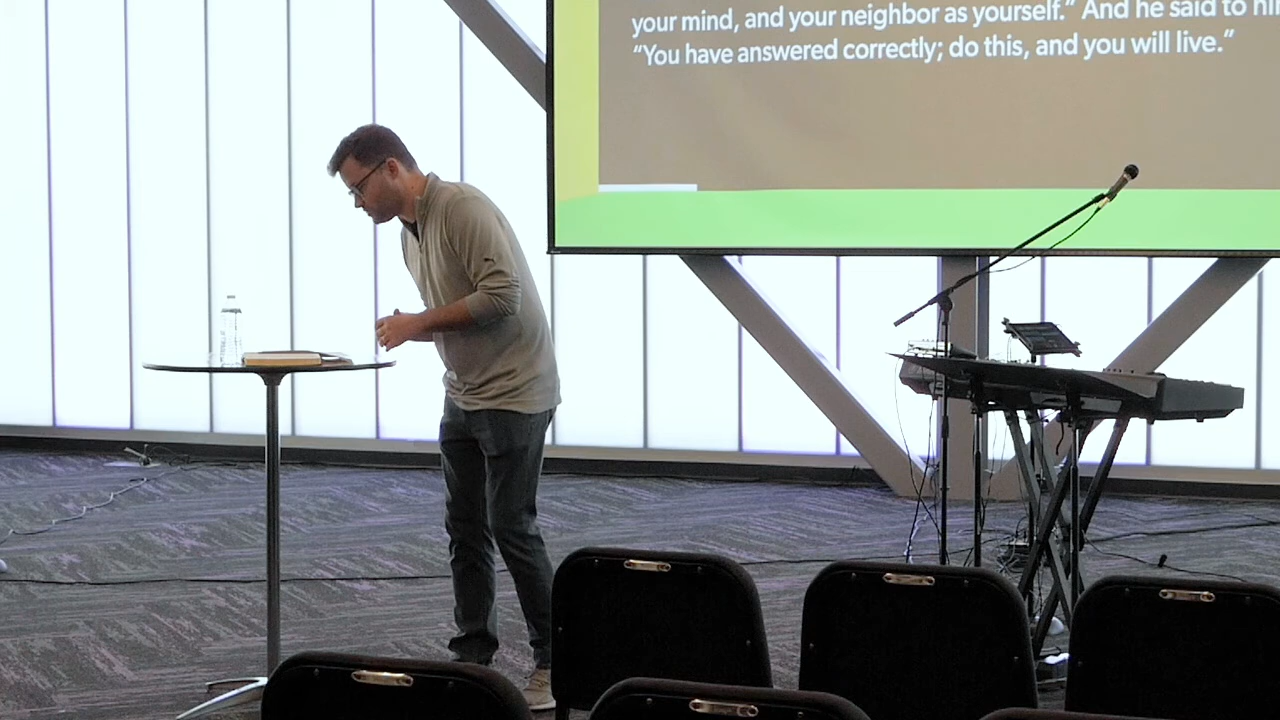 your mind, and your neighbor as yourself.” And he said to him
“You have answered correctly; do this, and you will live.”